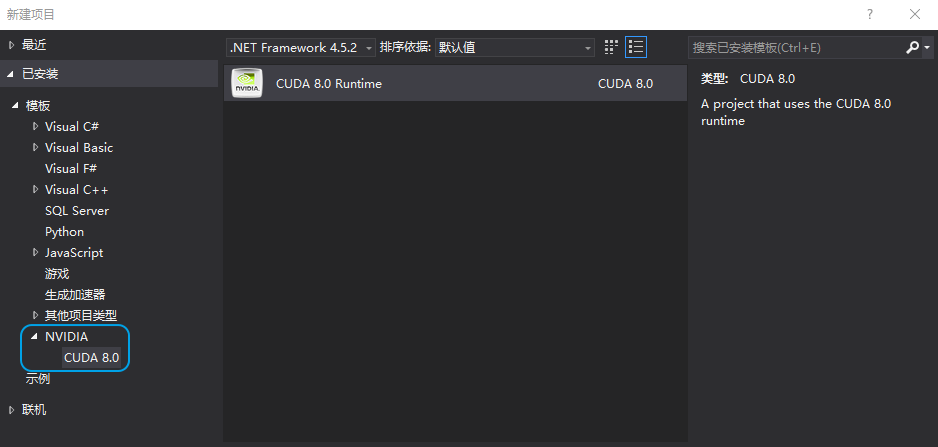 新建项目
?
最近
.NET Framework 4.5.2
排序依据:
默认值
搜索已安装模板(Ctrl+E)
已安装
模板
Visual C#
Visual Basic
Visual F#
Visual C++
SQL Server
Python
JavaScript
游戏
生成加速器
其他项目类型
NVIDIA
CUDA 8.0
示例
联机
NVIDIA.
CUDA 8.0 Runtime
CUDA 8.0
类型: CUDA 8.0
A project that uses the CUDA 8.0
runtime